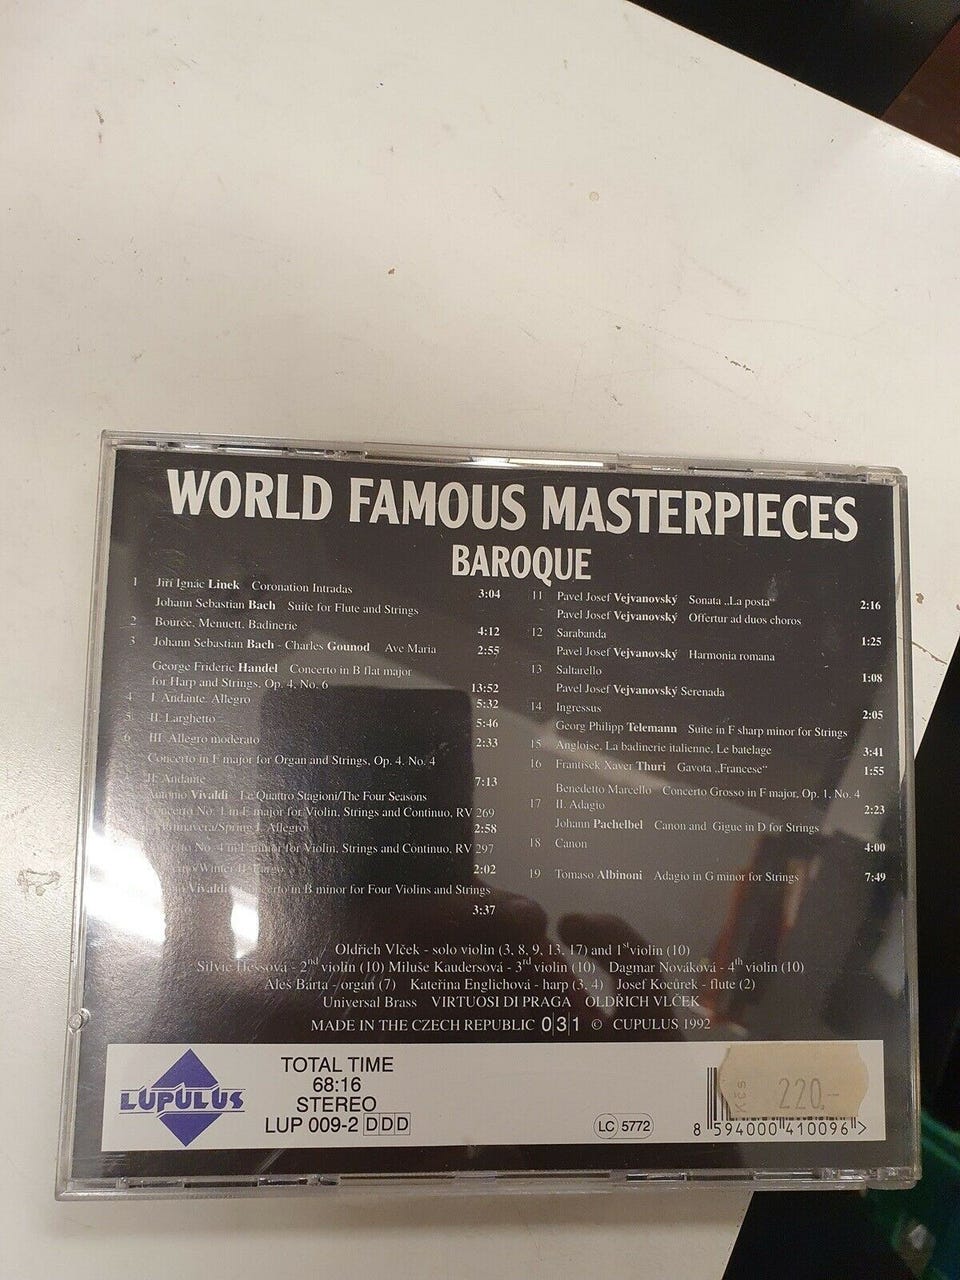 WORLD FAMOUS MASTERPIECES
BAROQUE
1 Jiří Ignác Linek Coronation Intradas 3:04
Johann Sebastian Bach Suite for Flute and Strings
2 Bourée, Menuett, Badinerie 4:12
3 Johann Sebastian Bach - Charles Gounod Ave Maria 2:55
George Frideric Handel Concerto in B flat major
for Harp and Strings, Op. 4, No. 6 13:52
4 I. Andante. Allegro 5:32
5 II. Larghetto 5:46
6 III. Allegro moderato 2:33
Concerto in F major for Organ and Strings, Op. 4. No. 4
II. Andante 7:13
Antonio Vivaldi Le Quattro Stagioni/The Four Seasons
Concerto No. 1 in E major for Violin, Strings and Continuo, RV 269
Primavera/Spring I. Allegro 2:58
No. 4 in minor for Violin, Strings and Continuo, RV 297
/Winter II. Largo 2:02
Vivaldi Concerto in B minor for Four Violins and Strings
3:37
11 Pavel Josef Vejvanovský Sonata „La posta“ 2:16
Pavel Josef Vejvanovský Offertur ad duos choros
12 Sarabanda 1:25
Pavel Josef Vejvanovský Harmonia romana
13 Saltarello 1:08
Pavel Josef Vejvanovský Serenada
14 Ingressus 2:05
Georg Philipp Telemann Suite in F sharp minor for Strings
15 Angloise, La badinerie italienne, Le batelage 3:41
16 František Xaver Thuri Gavota „Francese“ 1:55
Benedetto Marcello Concerto Grosso in F major, Op. 1, No. 4
17 II. Adagio 2:23
Johann Pachelbel Canon and Gigue in D for Strings
18 Canon 4:00
19 Tomaso Albinoni Adagio in G minor for Strings 7:49
Oldřich Vlček - solo violin (3, 8, 9, 13, 17) and 1st violin (10)
Silvie Hessová - 2nd violin (10) Miluše Kaudersová - 3rd violin (10) Dagmar Nováková - 4th violin (10)
Aleš Bárta - organ (7) Kateřina Englichová - harp (3, 4) Josef Kocůrek - flute (2)
Universal Brass VIRTUOSI DI PRAGA OLDŘICH VLČEK
MADE IN THE CZECH REPUBLIC 0|3|1 © CUPULUS 1992
LUPULUS
TOTAL TIME
68:16
STEREO
LUP 009-2 DDD
LC 5772
Kčs 220,-
8 594000 410096 >